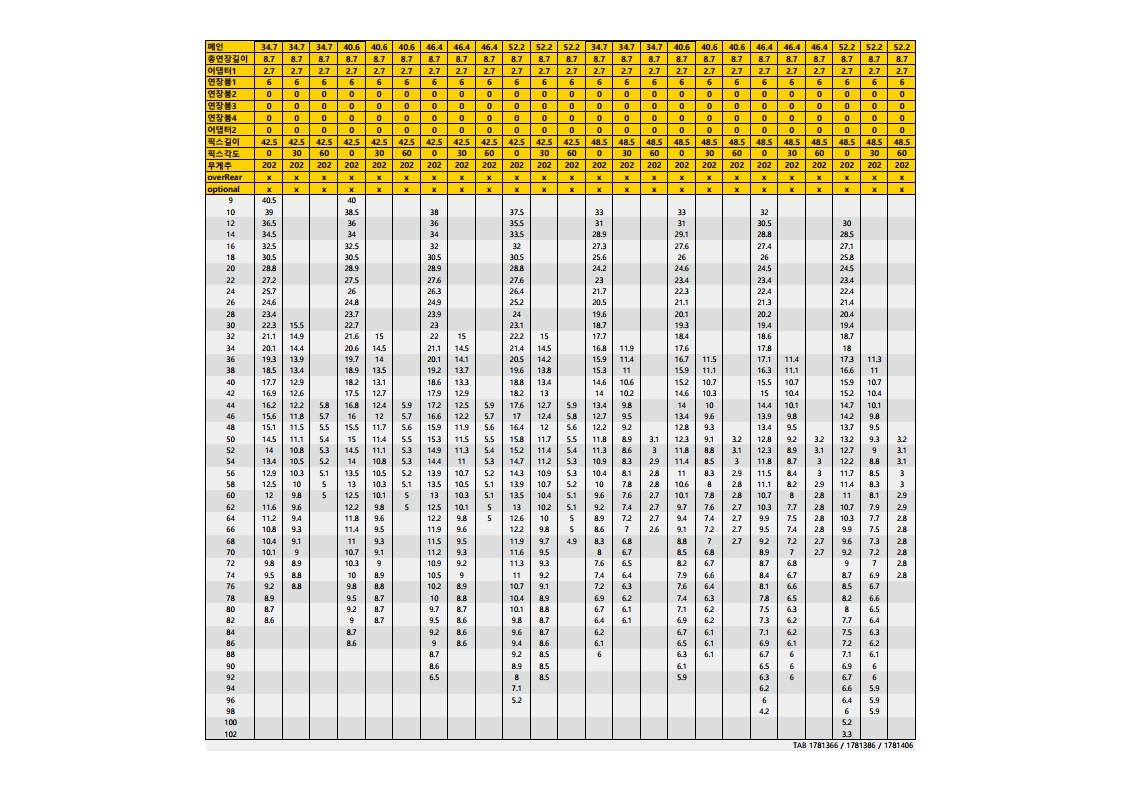 메인 34.7 34.7 34.7 40.6 40.6 40.6 46.4 46.4 46.4 52.2 52.2 52.2 34.7 34.7 34.7 40.6 40.6 40.6 46.4 46.4 46.4 52.2 52.2 52.2
총연장길이 8.7 8.7 8.7 8.7 8.7 8.7 8.7 8.7 8.7 8.7 8.7 8.7 8.7 8.7 8.7 8.7 8.7 8.7 8.7 8.7 8.7 8.7 8.7 8.7
어댑터1 2.7 2.7 2.7 2.7 2.7 2.7 2.7 2.7 2.7 2.7 2.7 2.7 2.7 2.7 2.7 2.7 2.7 2.7 2.7 2.7 2.7 2.7 2.7 2.7
연장붐1 6 6 6 6 6 6 6 6 6 6 6 6 6 6 6 6 6 6 6 6 6 6 6 6
연장붐2 0 0 0 0 0 0 0 0 0 0 0 0 0 0 0 0 0 0 0 0 0 0 0 0
연장붐3 0 0 0 0 0 0 0 0 0 0 0 0 0 0 0 0 0 0 0 0 0 0 0 0
연장붐4 0 0 0 0 0 0 0 0 0 0 0 0 0 0 0 0 0 0 0 0 0 0 0 0
어댑터2 0 0 0 0 0 0 0 0 0 0 0 0 0 0 0 0 0 0 0 0 0 0 0 0
픽스길이 42.5 42.5 42.5 42.5 42.5 42.5 42.5 42.5 42.5 42.5 42.5 42.5 48.5 48.5 48.5 48.5 48.5 48.5 48.5 48.5 48.5 48.5 48.5 48.5
픽스각도 0 30 60 0 30 60 0 30 60 0 30 60 0 30 60 0 30 60 0 30 60 0 30 60
무게추 202 202 202 202 202 202 202 202 202 202 202 202 202 202 202 202 202 202 202 202 202 202 202 202
overRear x x x x x x x x x x x x x x x x x x x x x x x x
optional x x x x x x x x x x x x x x x x x x x x x x x x
9 40.5 40
10 39 38.5 38 37.5 33 33 32
12 36.5 36 36 35.5 31 31 30.5 30
14 34.5 34 34 33.5 28.9 29.1 28.8 28.5
16 32.5 32.5 32 32 27.3 27.6 27.4 27.1
18 30.5 30.5 30.5 30.5 25.6 26 26 25.8
20 28.8 28.9 28.9 28.8 24.2 24.6 24.5 24.5
22 27.2 27.5 27.6 27.6 23 23.4 23.4 23.4
24 25.7 26 26.3 26.4 21.7 22.3 22.4 22.4
26 24.6 24.8 24.9 25.2 20.5 21.1 21.3 21.4
28 23.4 23.7 23.9 24 19.6 20.1 20.2 20.4
30 22.3 15.5 22.7 23 23.1 18.7 19.3 19.4 19.4
32 21.1 14.9 21.6 15 22 15 22.2 15 17.7 18.4 18.6 18.7
34 20.1 14.4 20.6 14.5 21.1 14.5 21.4 14.5 16.8 11.9 17.6 17.8 18
36 19.3 13.9 19.7 14 20.1 14.1 20.5 14.2 15.9 11.4 16.7 11.5 17.1 11.4 17.3 11.3
38 18.5 13.4 18.9 13.5 19.2 13.7 19.6 13.8 15.3 11 15.9 11.1 16.3 11.1 16.6 11
40 17.7 12.9 18.2 13.1 18.6 13.3 18.8 13.4 14.6 10.6 15.2 10.7 15.5 10.7 15.9 10.7
42 16.9 12.6 17.5 12.7 17.9 12.9 18.2 13 14 10.2 14.6 10.3 15 10.4 15.2 10.4
44 16.2 12.2 5.8 16.8 12.4 5.9 17.2 12.5 5.9 17.6 12.7 5.9 13.4 9.8 14 10 14.4 10.1 14.7 10.1
46 15.6 11.8 5.7 16 12 5.7 16.6 12.2 5.7 17 12.4 5.8 12.7 9.5 13.4 9.6 13.9 9.8 14.2 9.8
48 15.1 11.5 5.5 15.5 11.7 5.6 15.9 11.9 5.6 16.4 12 5.6 12.2 9.2 12.8 9.3 13.4 9.5 13.7 9.5
50 14.5 11.1 5.4 15 11.4 5.5 15.3 11.5 5.5 15.8 11.7 5.5 11.8 8.9 3.1 12.3 9.1 3.2 12.8 9.2 3.2 13.2 9.3 3.2
52 14 10.8 5.3 14.5 11.1 5.3 14.9 11.3 5.4 15.2 11.4 5.4 11.3 8.6 3 11.8 8.8 3.1 12.3 8.9 3.1 12.7 9 3.1
54 13.4 10.5 5.2 14 10.8 5.3 14.4 11 5.3 14.7 11.2 5.3 10.9 8.3 2.9 11.4 8.5 3 11.8 8.7 3 12.2 8.8 3.1
56 12.9 10.3 5.1 13.5 10.5 5.2 13.9 10.7 5.2 14.3 10.9 5.3 10.4 8.1 2.8 11 8.3 2.9 11.5 8.4 3 11.7 8.5 3
58 12.5 10 5 13 10.3 5.1 13.5 10.5 5.1 13.9 10.7 5.2 10 7.8 2.8 10.6 8 2.8 11.1 8.2 2.9 11.4 8.3 3
60 12 9.8 5 12.5 10.1 5 13 10.3 5.1 13.5 10.4 5.1 9.6 7.6 2.7 10.1 7.8 2.8 10.7 8 2.8 11 8.1 2.9
62 11.6 9.6 12.2 9.8 5 12.5 10.1 5 13 10.2 5.1 9.2 7.4 2.7 9.7 7.6 2.7 10.3 7.7 2.8 10.7 7.9 2.9
64 11.2 9.4 11.8 9.6 12.2 9.8 5 12.6 10 5 8.9 7.2 2.7 9.4 7.4 2.7 9.9 7.5 2.8 10.3 7.7 2.8
66 10.8 9.3 11.4 9.5 11.9 9.6 12.2 9.8 5 8.6 7 2.6 9.1 7.2 2.7 9.5 7.4 2.8 9.9 7.5 2.8
68 10.4 9.1 11 9.3 11.5 9.5 11.9 9.7 4.9 8.3 6.8 8.8 7 2.7 9.2 7.2 2.7 9.6 7.3 2.8
70 10.1 9 10.7 9.1 11.2 9.3 11.6 9.5 8 6.7 8.5 6.8 8.9 7 2.7 9.2 7.2 2.8
72 9.8 8.9 10.3 9 10.9 9.2 11.3 9.3 7.6 6.5 8.2 6.7 8.7 6.8 9 7 2.8
74 9.5 8.8 10 8.9 10.5 9 11 9.2 7.4 6.4 7.9 6.6 8.4 6.7 8.7 6.9 2.8
76 9.2 8.8 9.8 8.8 10.2 8.9 10.7 9.1 7.2 6.3 7.6 6.4 8.1 6.6 8.5 6.7
78 8.9 9.5 8.7 10 8.8 10.4 8.9 6.9 6.2 7.4 6.3 7.8 6.5 8.2 6.6
80 8.7 9.2 8.7 9.7 8.7 10.1 8.8 6.7 6.1 7.1 6.2 7.5 6.3 8 6.5
82 8.6 9 8.7 9.5 8.6 9.8 8.7 6.4 6.1 6.9 6.2 7.3 6.2 7.7 6.4
84 8.7 9.2 8.6 9.6 8.7 6.2 6.7 6.1 7.1 6.2 7.5 6.3
86 8.6 9 8.6 9.4 8.6 6.1 6.5 6.1 6.9 6.1 7.2 6.2
88 8.7 9.2 8.5 6 6.3 6.1 6.7 6 7.1 6.1
90 8.6 8.9 8.5 6.1 6.5 6 6.9 6
92 6.5 8 8.5 5.9 6.3 6 6.7 6
94 7.1 6.2 6.6 5.9
96 5.2 6 6.4 5.9
98 4.2 6 5.9
100 5.2
102 3.3
TAB 1781366 / 1781386 / 1781406